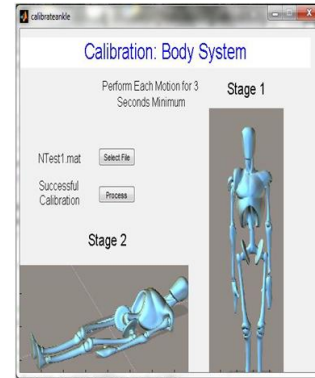 calibrateankle
Calibration: Body System
Perform Each Motion for 3
Seconds Minimum
Stage 1
NTest1.mat
Select File
Successful
Calibration
Process
Stage 2